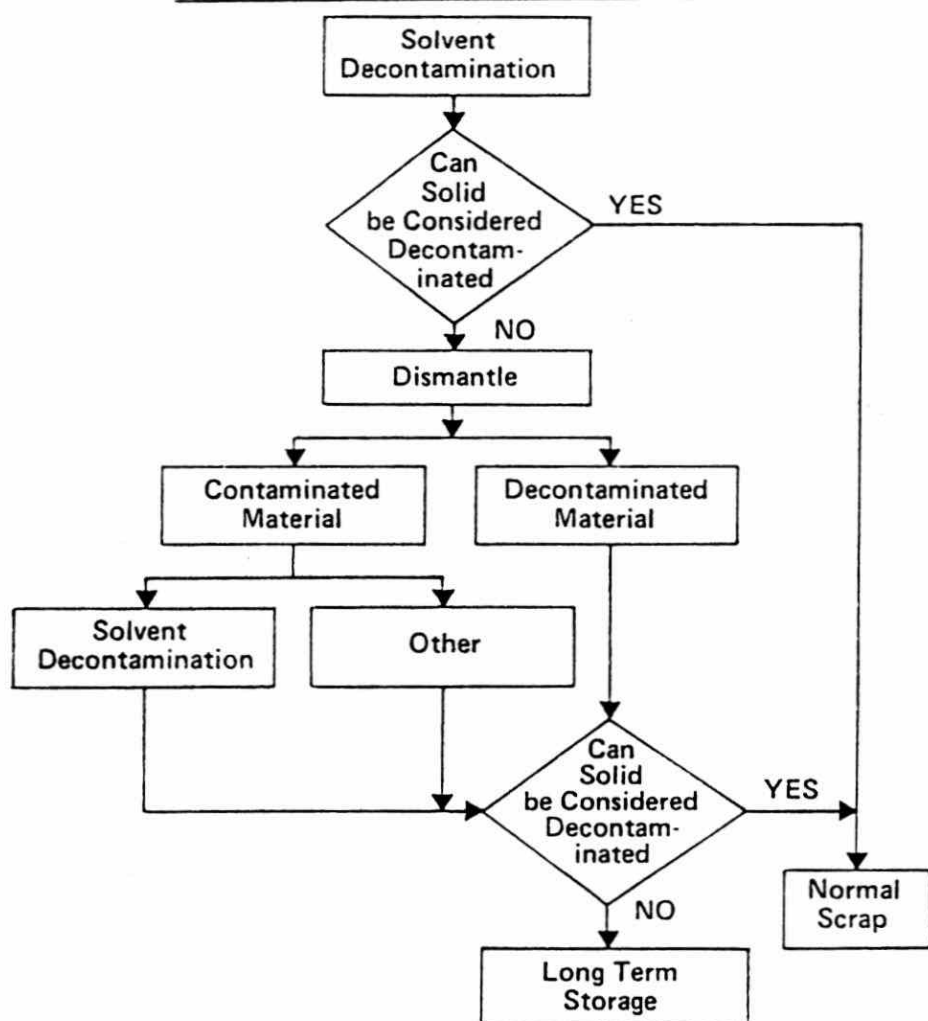 Solvent
Decontamination
Can
Solid
be Considered
Decontam-
inated
YES
NO
Dismantle
Contaminated
Material
Decontaminated
Material
Solvent
Decontamination
Other
Can
Solid
be Considered
Decontam-
inated
YES
NO
Normal
Scrap
Long Term
Storage